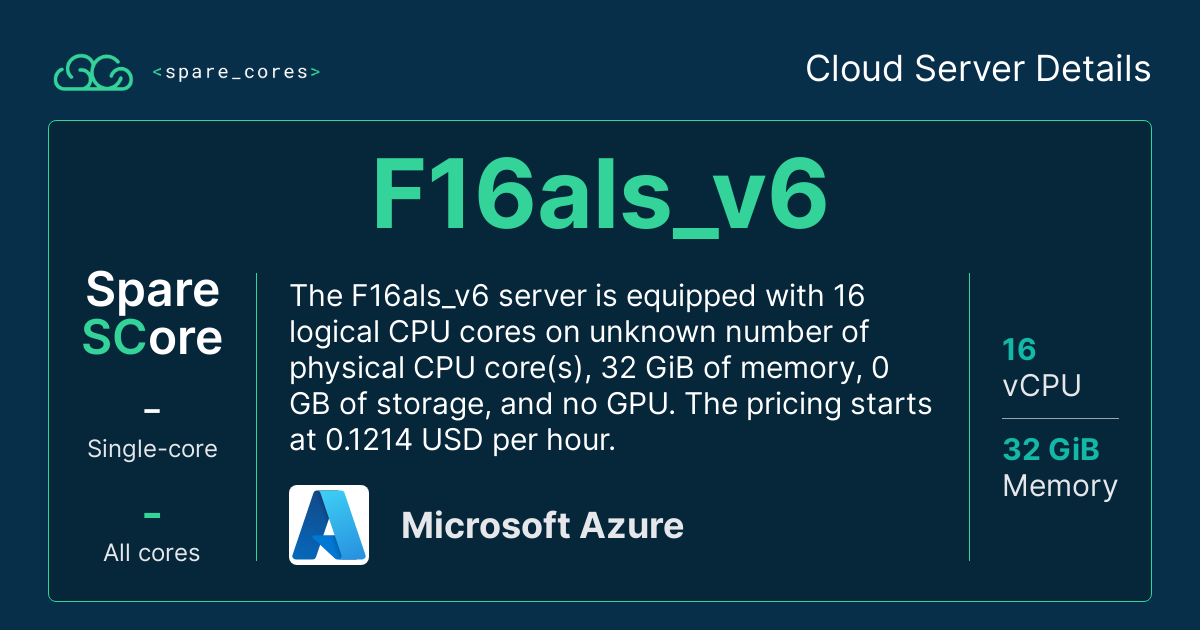 <spare_cores>
Cloud Server Details
F16als_v6
Spare
SCore
–
Single-core
–
All cores
The F16als_v6 server is equipped with 16
logical CPU cores on unknown number of
physical CPU core(s), 32 GiB of memory, 0
GB of storage, and no GPU. The pricing starts
at 0.1214 USD per hour.
Microsoft Azure
16
vCPU
32 GiB
Memory